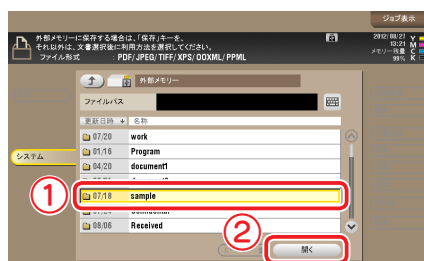 ジョブ表示
外部メモリーに保存する場合は、「保存」キーを、
それ以外は、文書選択後に利用方法を選択してください。
ファイル形式 : PDF/JPEG/TIFF/XPS/OOXML/PPML
2012/08/27
13:21
メモリー残量
99%
Y
M
C
K
外部メモリー
ファイルパス
更新日時 名称
07/20 work
01/16 Program
04/20 document1
システム
① 07/18 sample
08/06 Received
②
開く